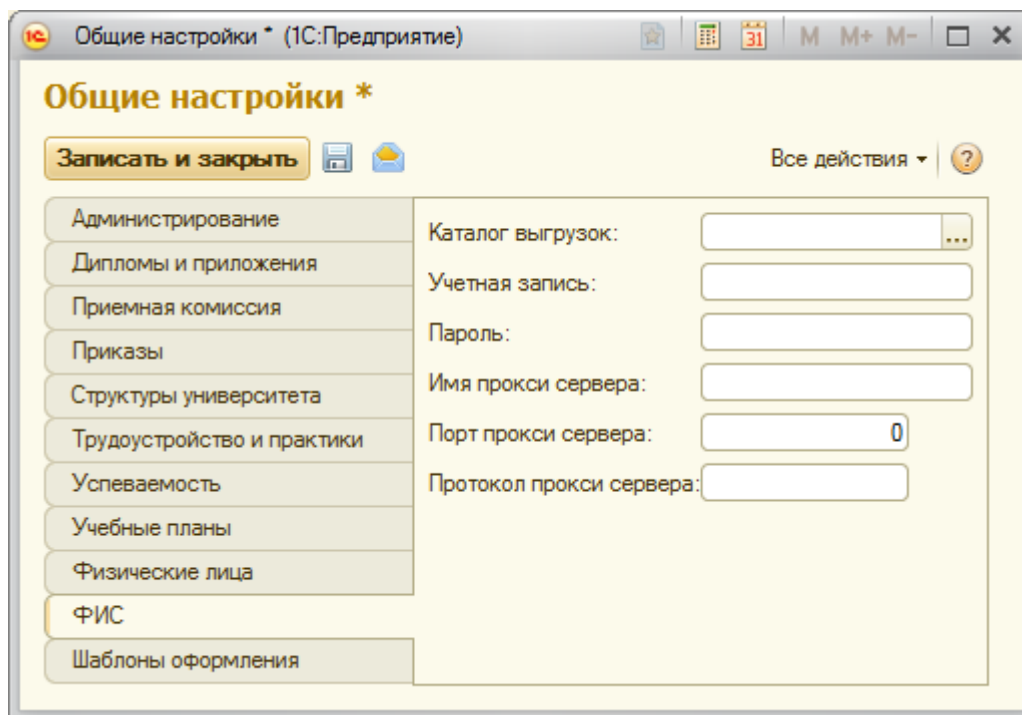 1С Общие настройки * (1С:Предприятие) 31 M M+ M-
Общие настройки *
Записать и закрыть Все действия ?
Администрирование
Дипломы и приложения
Приемная комиссия
Приказы
Структуры университета
Трудоустройство и практики
Успеваемость
Учебные планы
Физические лица
ФИС
Шаблоны оформления
Каталог выгрузок: ...
Учетная запись:
Пароль:
Имя прокси сервера:
Порт прокси сервера: 0
Протокол прокси сервера: